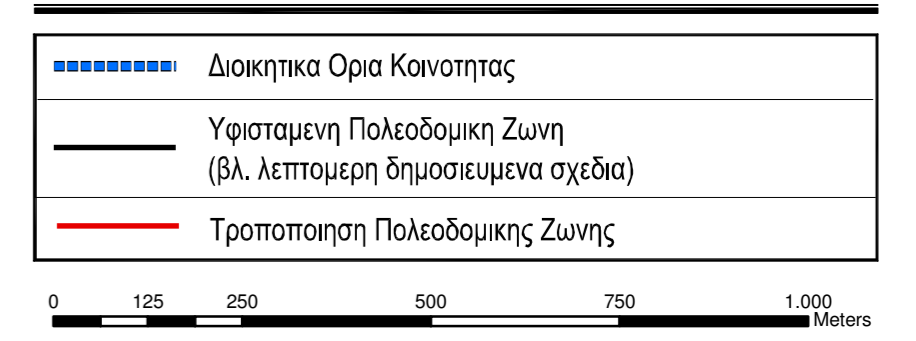 Διοικητικα Ορια Κοινοτητας
Υφισταμενη Πολεοδομικη Ζωνη
(βλ. λεπτομερη δημοσιευμενα σχεδια)
Τροποποιηση Πολεοδομικης Ζωνης
0 125 250 500 750 1.000
Meters